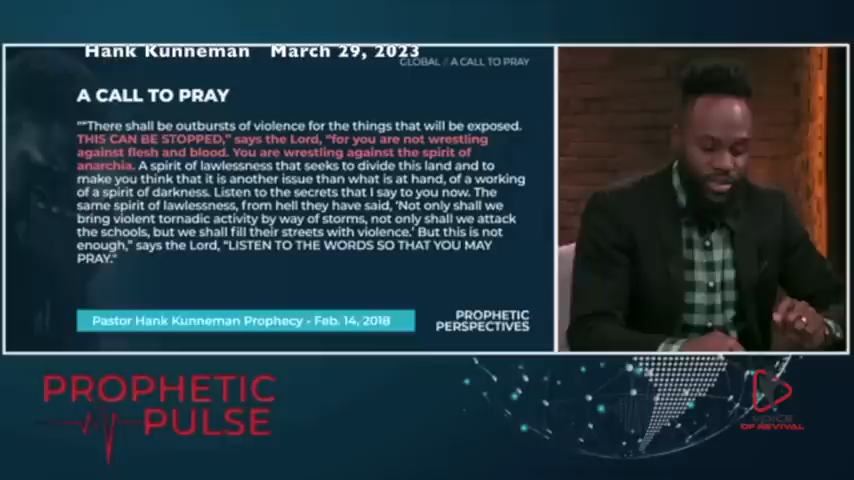 Hank Kunneman March 29, 2023
GLOBAL / A CALL TO PRAY
A CALL TO PRAY
""There shall be outbursts of violence for the things that will be exposed.
THIS CAN BE STOPPED," says the Lord, "for you are not wrestling
against flesh and blood. You are wrestling against the spirit of
anarchia. A spirit of lawlessness that seeks to divide this land and to
make you think that it is another issue than what is at hand, of a working
of a spirit of darkness. Listen to the secrets that I say to you now. The
same spirit of lawlessness, from hell they have said, 'Not only shall we
bring violent tornadic activity by way of storms, not only shall we attack
the schools, but we shall fill their streets with violence.' But this is not
enough," says the Lord, "LISTEN TO THE WORDS SO THAT YOU MAY
PRAY."
Pastor Hank Kunneman Prophecy - Feb. 14, 2018
PROPHETIC
PERSPECTIVES
PROPHETIC
PULSE
VOICE
OF REVIVAL